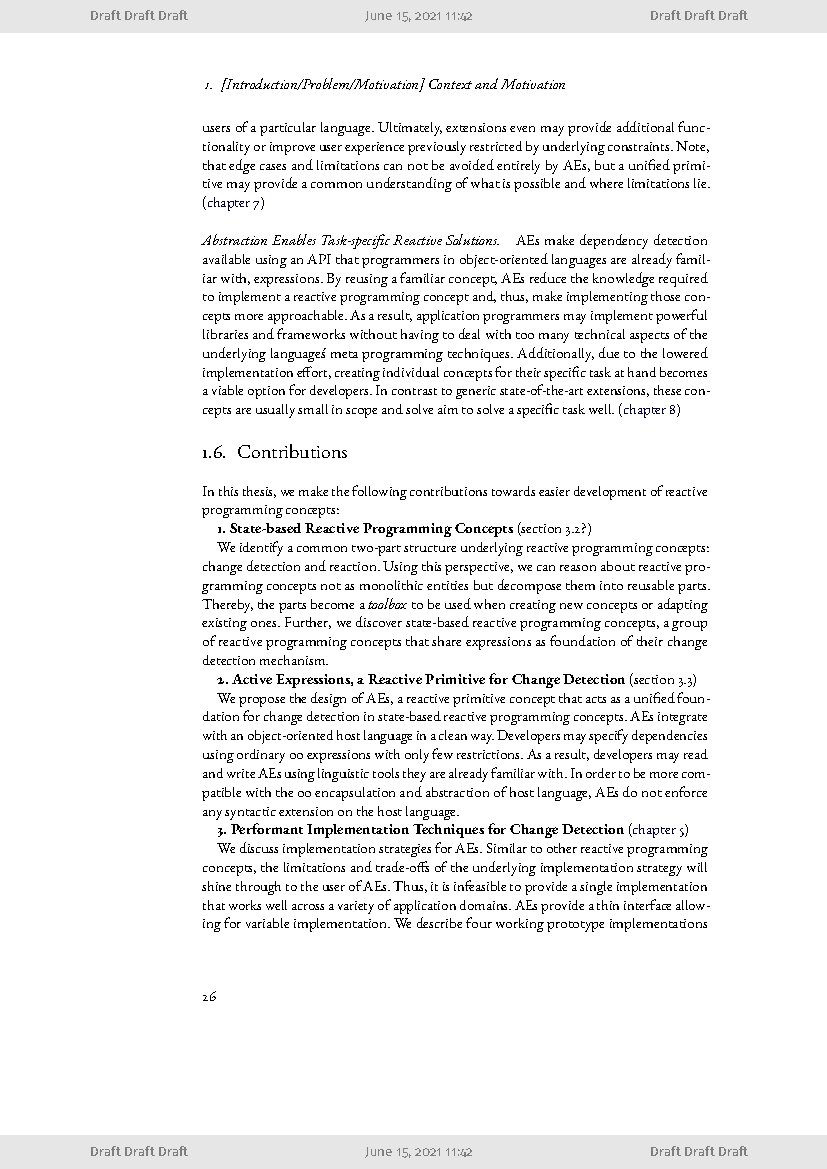 Draft Draft Draft June 15, 2021 11:42 Draft Draft Draft
1. [Introduction/Problem/Motivation] Context and Motivation
users of a particular language. Ultimately, extensions even may provide additional func-
tionality or improve user experience previously restricted by underlying constraints. Note,
that edge cases and limitations can not be avoided entirely by AEs, but a unified primi-
tive may provide a common understanding of what is possible and where limitations lie.
(chapter 7)
Abstraction Enables Task-specific Reactive Solutions. AEs make dependency detection
available using an API that programmers in object-oriented languages are already famil-
iar with, expressions. By reusing a familiar concept, AEs reduce the knowledge required
to implement a reactive programming concept and, thus, make implementing those con-
cepts more approachable. As a result, application programmers may implement powerful
libraries and frameworks without having to deal with too many technical aspects of the
underlying languageś meta programming techniques. Additionally, due to the lowered
implementation effort, creating individual concepts for their specific task at hand becomes
a viable option for developers. In contrast to generic state-of-the-art extensions, these con-
cepts are usually small in scope and solve aim to solve a specific task well. (chapter 8)
1.6. Contributions
In this thesis, we make the following contributions towards easier development of reactive
programming concepts:
1. State-based Reactive Programming Concepts (section 3.2?)
We identify a common two-part structure underlying reactive programming concepts:
change detection and reaction. Using this perspective, we can reason about reactive pro-
gramming concepts not as monolithic entities but decompose them into reusable parts.
Thereby, the parts become a toolbox to be used when creating new concepts or adapting
existing ones. Further, we discover state-based reactive programming concepts, a group
of reactive programming concepts that share expressions as foundation of their change
detection mechanism.
2. Active Expressions, a Reactive Primitive for Change Detection (section 3.3)
We propose the design of AEs, a reactive primitive concept that acts as a unified foun-
dation for change detection in state-based reactive programming concepts. AEs integrate
with an object-oriented host language in a clean way. Developers may specify dependencies
using ordinary oo expressions with only few restrictions. As a result, developers may read
and write AEs using linguistic tools they are already familiar with. In order to be more com-
patible with the oo encapsulation and abstraction of host language, AEs do not enforce
any syntactic extension on the host language.
3. Performant Implementation Techniques for Change Detection (chapter 5)
We discuss implementation strategies for AEs. Similar to other reactive programming
concepts, the limitations and trade-offs of the underlying implementation strategy will
shine through to the user of AEs. Thus, it is infeasible to provide a single implementation
that works well across a variety of application domains. AEs provide a thin interface allow-
ing for variable implementation. We describe four working prototype implementations
26
Draft Draft Draft June 15, 2021 11:42 Draft Draft Draft